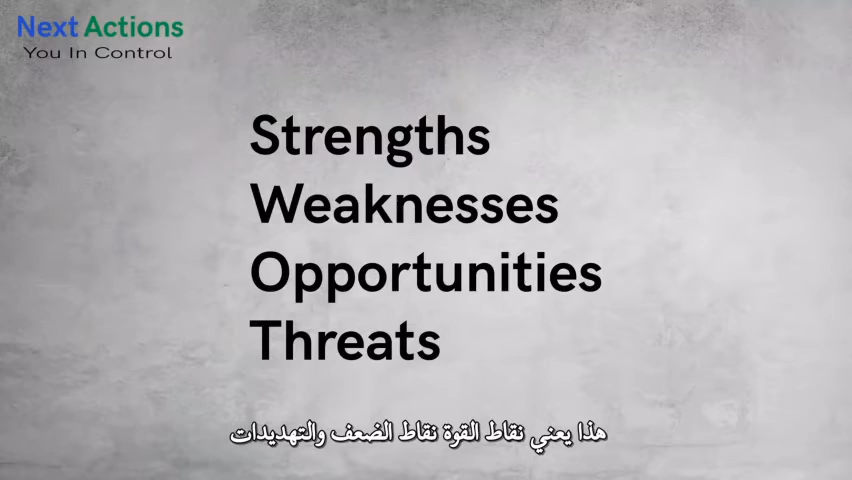 Next Actions
You In Control
Strengths
Weaknesses
Opportunities
Threats
هذا يعني نقاط القوة نقاط الضعف والتهديدات